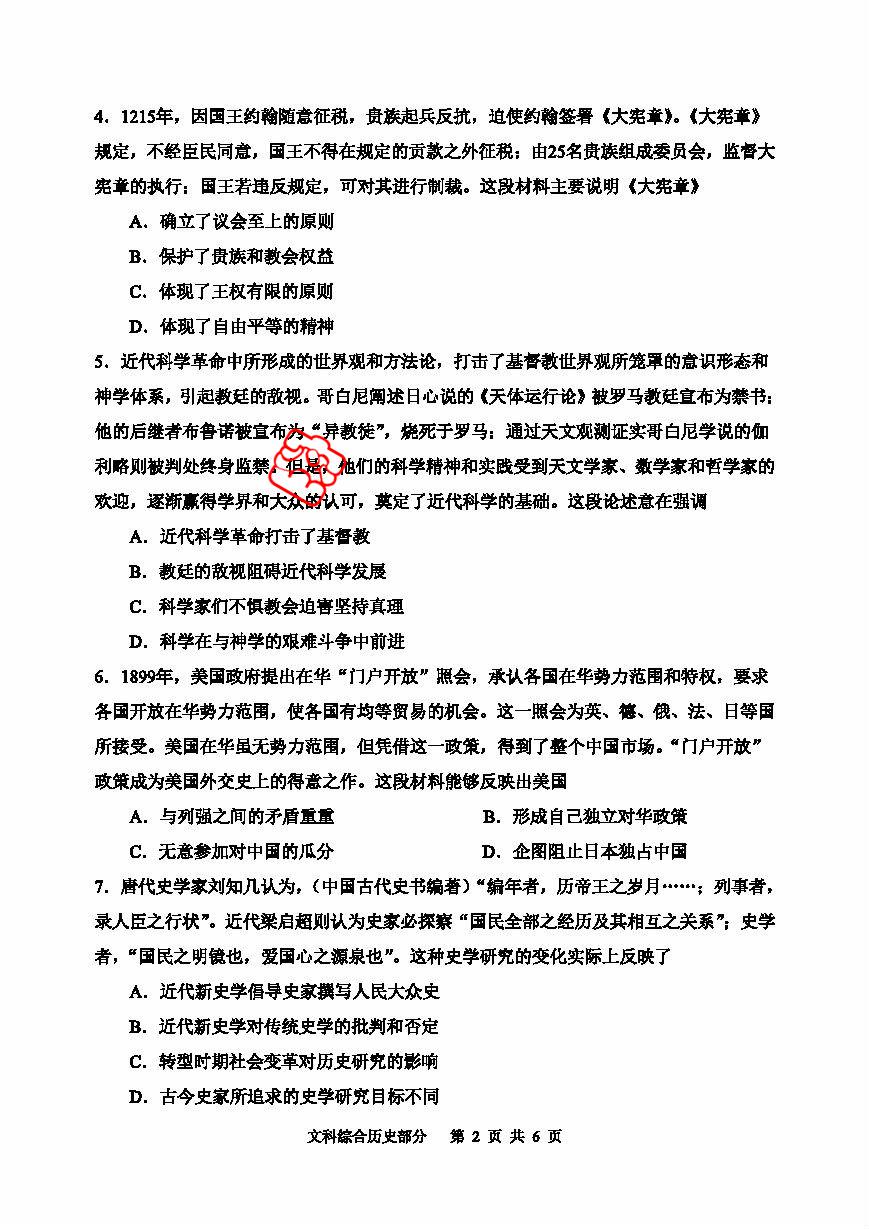 4．1215年，因国王约翰随意征税，贵族起兵反抗，迫使约翰签署《大宪章》。《大宪章》
规定，不经臣民同意，国王不得在规定的贡款之外征税；由25名贵族组成委员会，监督大
宪章的执行；国王若违反规定，可对其进行制裁。这段材料主要说明《大宪章》
A．确立了议会至上的原则
B．保护了贵族和教会权益
C．体现了王权有限的原则
D．体现了自由平等的精神
5．近代科学革命中所形成的世界观和方法论，打击了基督教世界观所笼罩的意识形态和
神学体系，引起教廷的敌视。哥白尼阐述日心说的《天体运行论》被罗马教廷宣布为禁书；
他的后继者布鲁诺被宣布为“异教徒”，烧死于罗马；通过天文观测证实哥白尼学说的伽
利略则被判处终身监禁。但是，他们的科学精神和实践受到天文学家、数学家和哲学家的
欢迎，逐渐赢得学界和大众的认可，奠定了近代科学的基础。这段论述意在强调
A．近代科学革命打击了基督教
B．教廷的敌视阻碍近代科学发展
C．科学家们不惧教会迫害坚持真理
D．科学在与神学的艰难斗争中前进
6．1899年，美国政府提出在华“门户开放”照会，承认各国在华势力范围和特权，要求
各国开放在华势力范围，使各国有均等贸易的机会。这一照会为英、德、俄、法、日等国
所接受。美国在华虽无势力范围，但凭借这一政策，得到了整个中国市场。“门户开放”
政策成为美国外交史上的得意之作。这段材料能够反映出美国
A．与列强之间的矛盾重重 B．形成自己独立对华政策
C．无意参加对中国的瓜分 D．企图阻止日本独占中国
7．唐代史学家刘知几认为，（中国古代史书编著）“编年者，历帝王之岁月……；列事者，
录人臣之行状”。近代梁启超则认为史家必探察“国民全部之经历及其相互之关系”；史学
者，“国民之明镜也，爱国心之源泉也”。这种史学研究的变化实际上反映了
A．近代新史学倡导史家撰写人民大众史
B．近代新史学对传统史学的批判和否定
C．转型时期社会变革对历史研究的影响
D．古今史家所追求的史学研究目标不同
文科综合历史部分 第 2 页 共 6 页